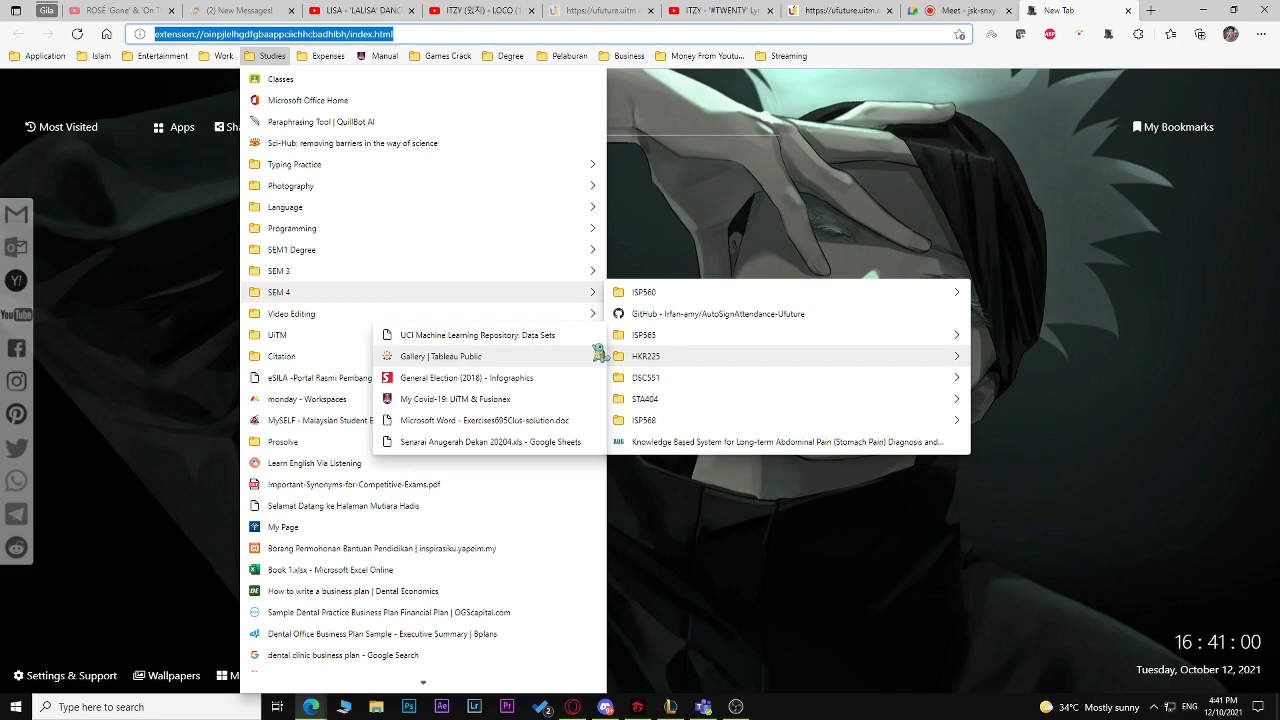 Gila
ROSÉ 'Gone' & 'On T
(2) New Messages!
LISA - 'LALISA' DANC
ITZY (있지) - LOCO (1
https://ufuture.uitm.e
ITZY - "#TWENTY" Lyr
https://ufuture.uitm.e
Meet - jsk-snxy
New Tab
extension://oinpjlelhgdfgbaappciichhcbadhlbh/index.html
Application
Islam
Entertainment
Work
Studies
Expenses
Manual
Games Crack
Degree
Pelaburan
Business
Money From Youtu...
Streaming
Most Visited
Apps
Sha
My Bookmarks
Classes
Microsoft Office Home
Paraphrasing Tool | QuillBot AI
Sci-Hub: removing barriers in the way of science
Typing Practice
Photography
Language
Programming
SEM1 Degree
SEM 3
SEM 4
Video Editing
UiTM
Citation
eSILA -Portal Rasmi Pembang
monday - Workspaces
MySELF - Malaysian Student E
Prosolve
Learn English Via Listening
Important-Synonyms-for-Competitive-Exams.pdf
Selamat Datang ke Halaman Mutiara Hadis
My Page
Borang Permohonan Bantuan Pendidikan | inspirasiku.yapeim.my
Book 1.xlsx - Microsoft Excel Online
How to write a business plan | Dental Economics
Sample Dental Practice Business Plan Financial Plan | OGScapital.com
Dental Office Business Plan Sample - Executive Summary | Bplans
dental clinic business plan - Google Search
ISP560
GitHub - Irfan-amy/AutoSignAttendance-Ufuture
ISP565
HKR225
DSC551
STA404
ISP568
Knowledge Based System for Long-term Abdominal Pain (Stomach Pain) Diagnosis and...
UCI Machine Learning Repository: Data Sets
Gallery | Tableau Public
General Election (2018) - Infographics
My Covid-19: UiTM & Fusionex
Microsoft Word - Exercises695Clus-solution.doc
Senarai Anugerah Dekan 20204.xls - Google Sheets
16 : 41 : 00
Tuesday, October 12, 2021
Settings & Support
Wallpapers
M
Type here to search
34°C Mostly sunny
ENG
4:41 PM
12/10/2021